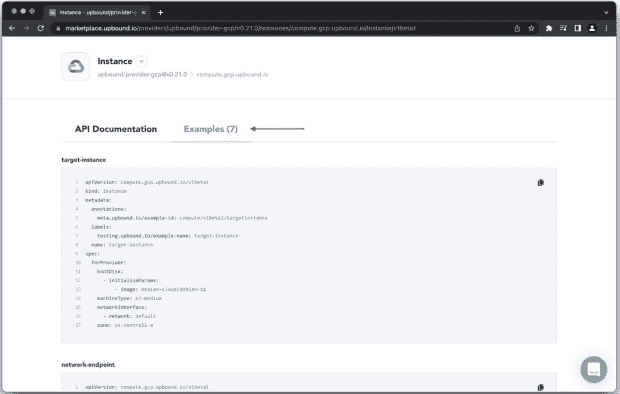 Instance - upbound/provider-
marketplace.upbound.io/providers/upbound/provider-gcp/v0.21.0/resources/compute.gcp.upbound.io/Instance/v1beta1
Instance
upbound/provider-gcp@v0.21.0 > compute.gcp.upbound.io
API Documentation Examples (7)
target-instance
1 apiVersion: compute.gcp.upbound.io/v1beta1
2 kind: Instance
3 metadata:
4 annotations:
5 meta.upbound.io/example-id: compute/v1beta1/targetinstance
6 labels:
7 testing.upbound.io/example-name: target-instance
8 name: target-instance
9 spec:
10 forProvider:
11 bootDisk:
12 - initializeParams:
13 - image: debian-cloud/debian-11
14 machineType: e2-medium
15 networkInterface:
16 - network: default
17 zone: us-central1-a
network-endpoint
1 apiVersion: compute.gcp.upbound.io/v1beta1